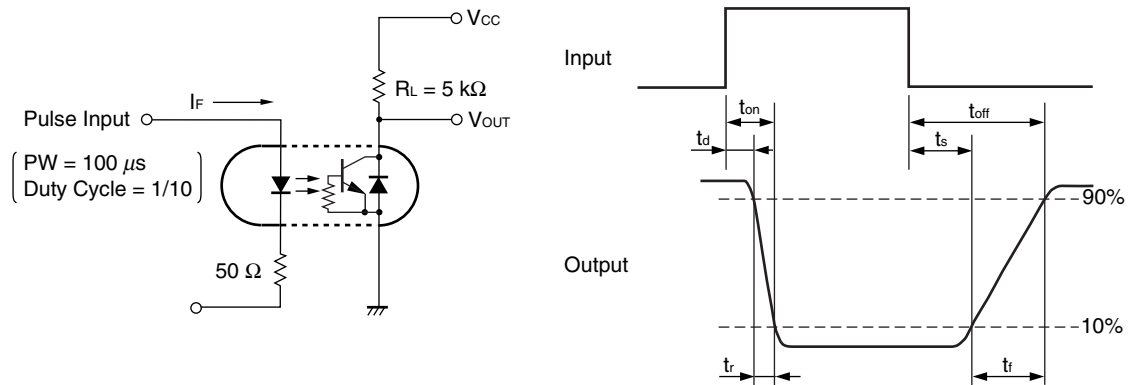 VCC
RL = 5 kΩ
IF
Pulse Input
VOUT
PW = 100 μs
Duty Cycle = 1/10
50 Ω
Input
ton
toff
td
ts
90%
Output
10%
tr
tf